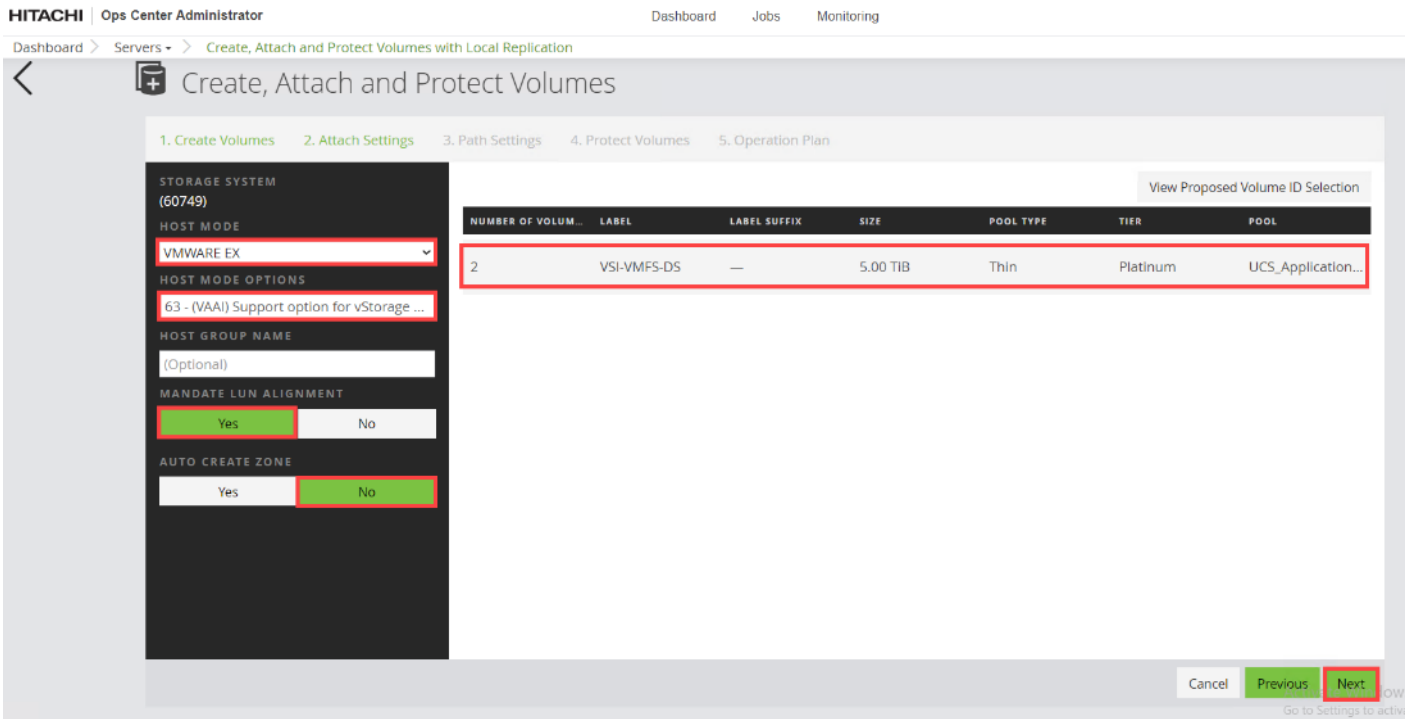 HITACHI Ops Center Administrator
Dashboard Jobs Monitoring
Dashboard Servers Create, Attach and Protect Volumes with Local Replication
Create, Attach and Protect Volumes
1. Create Volumes 2. Attach Settings 3. Path Settings 4. Protect Volumes 5. Operation Plan
STORAGE SYSTEM
(60749)
HOST MODE
VMWARE EX
HOST MODE OPTIONS
63 - (VAAI) Support option for vStorage ...
HOST GROUP NAME
(Optional)
MANDATE LUN ALIGNMENT
Yes No
AUTO CREATE ZONE
Yes No
View Proposed Volume ID Selection
NUMBER OF VOLUM... LABEL LABEL SUFFIX SIZE POOL TYPE TIER POOL
2 VSI-VMFS-DS — 5.00 TIB Thin Platinum UCS_Application...
Cancel Previous Next
Go to Settings to activ